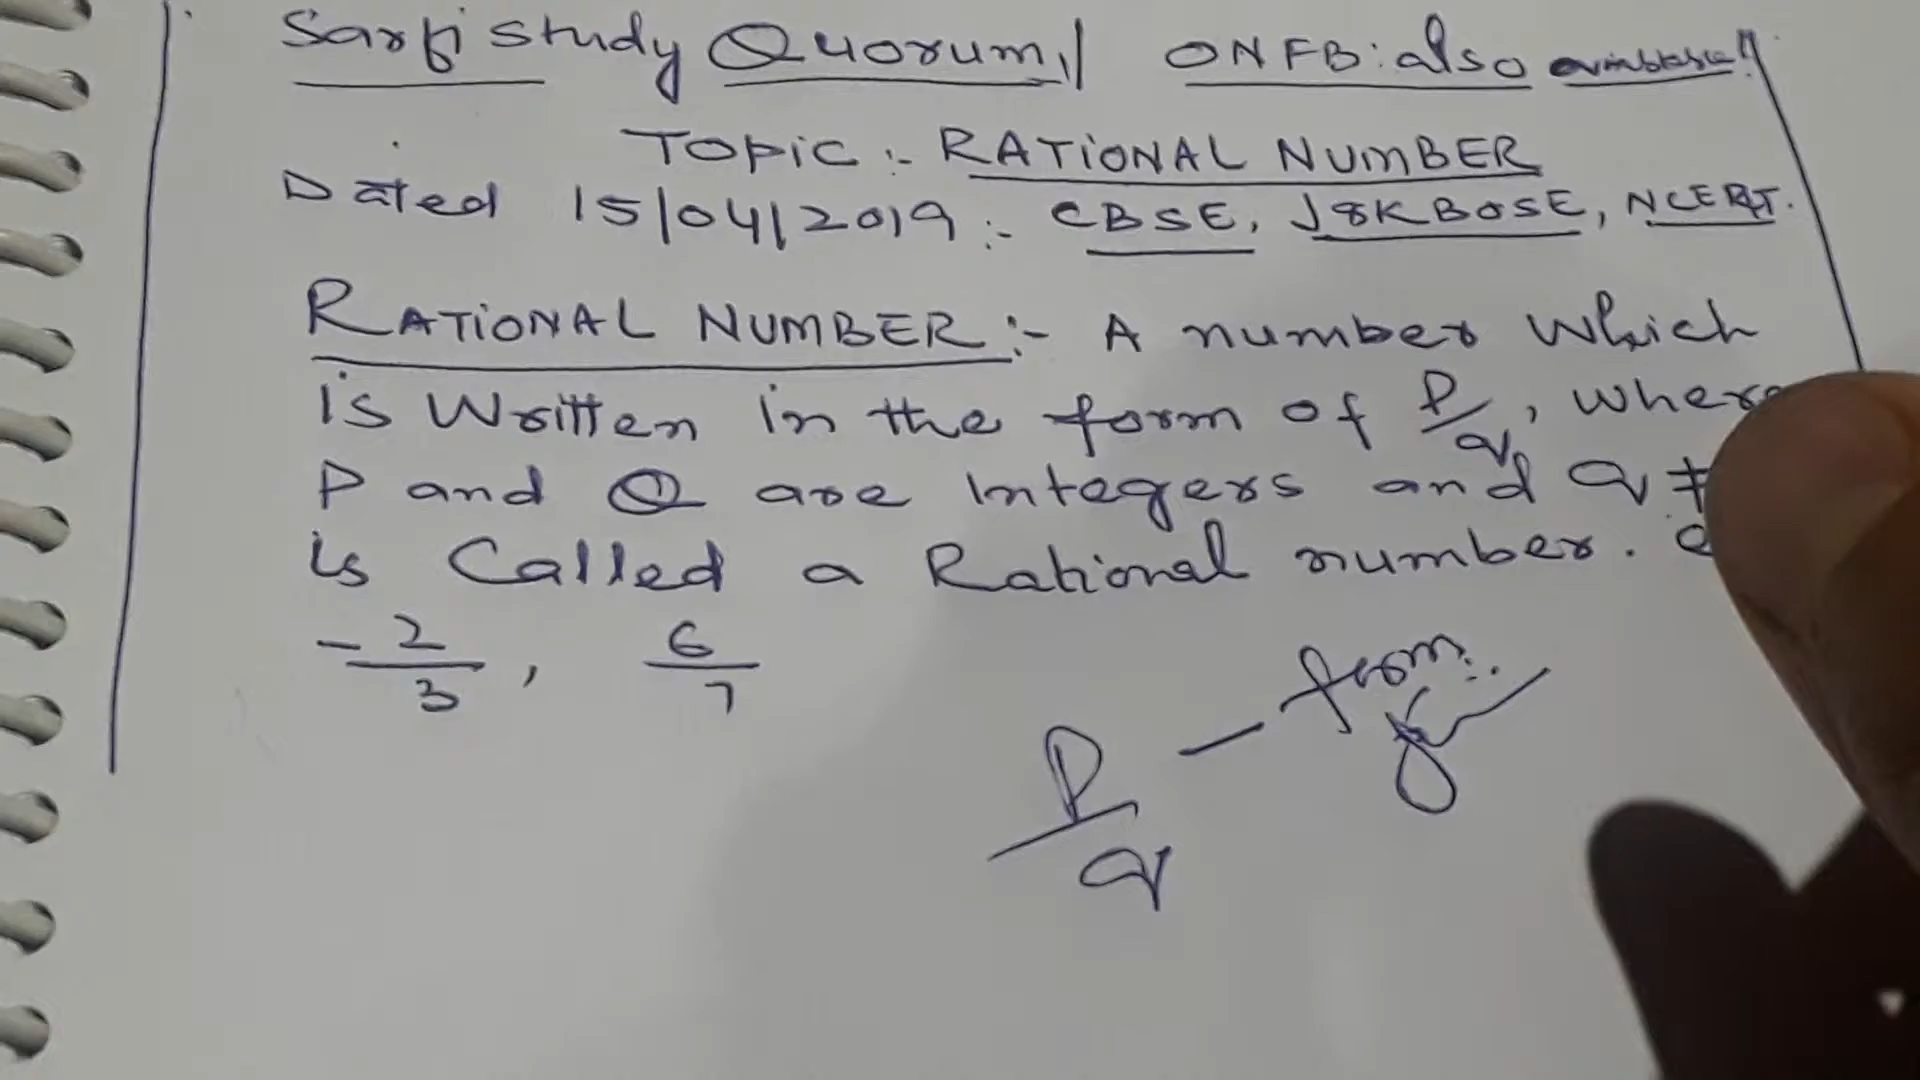 Sarfi study Quorum, ON FB: also
Topic :- RATIONAL NUMBER
Dated 15/04/2019 :- CBSE, J&KBOSE, NCERT.
RATIONAL NUMBER :- A number which
is written in the form of P/q, where
P and Q are Integers and q ≠
is Called a Rational number.
-2/3, 6/7
P/q - form